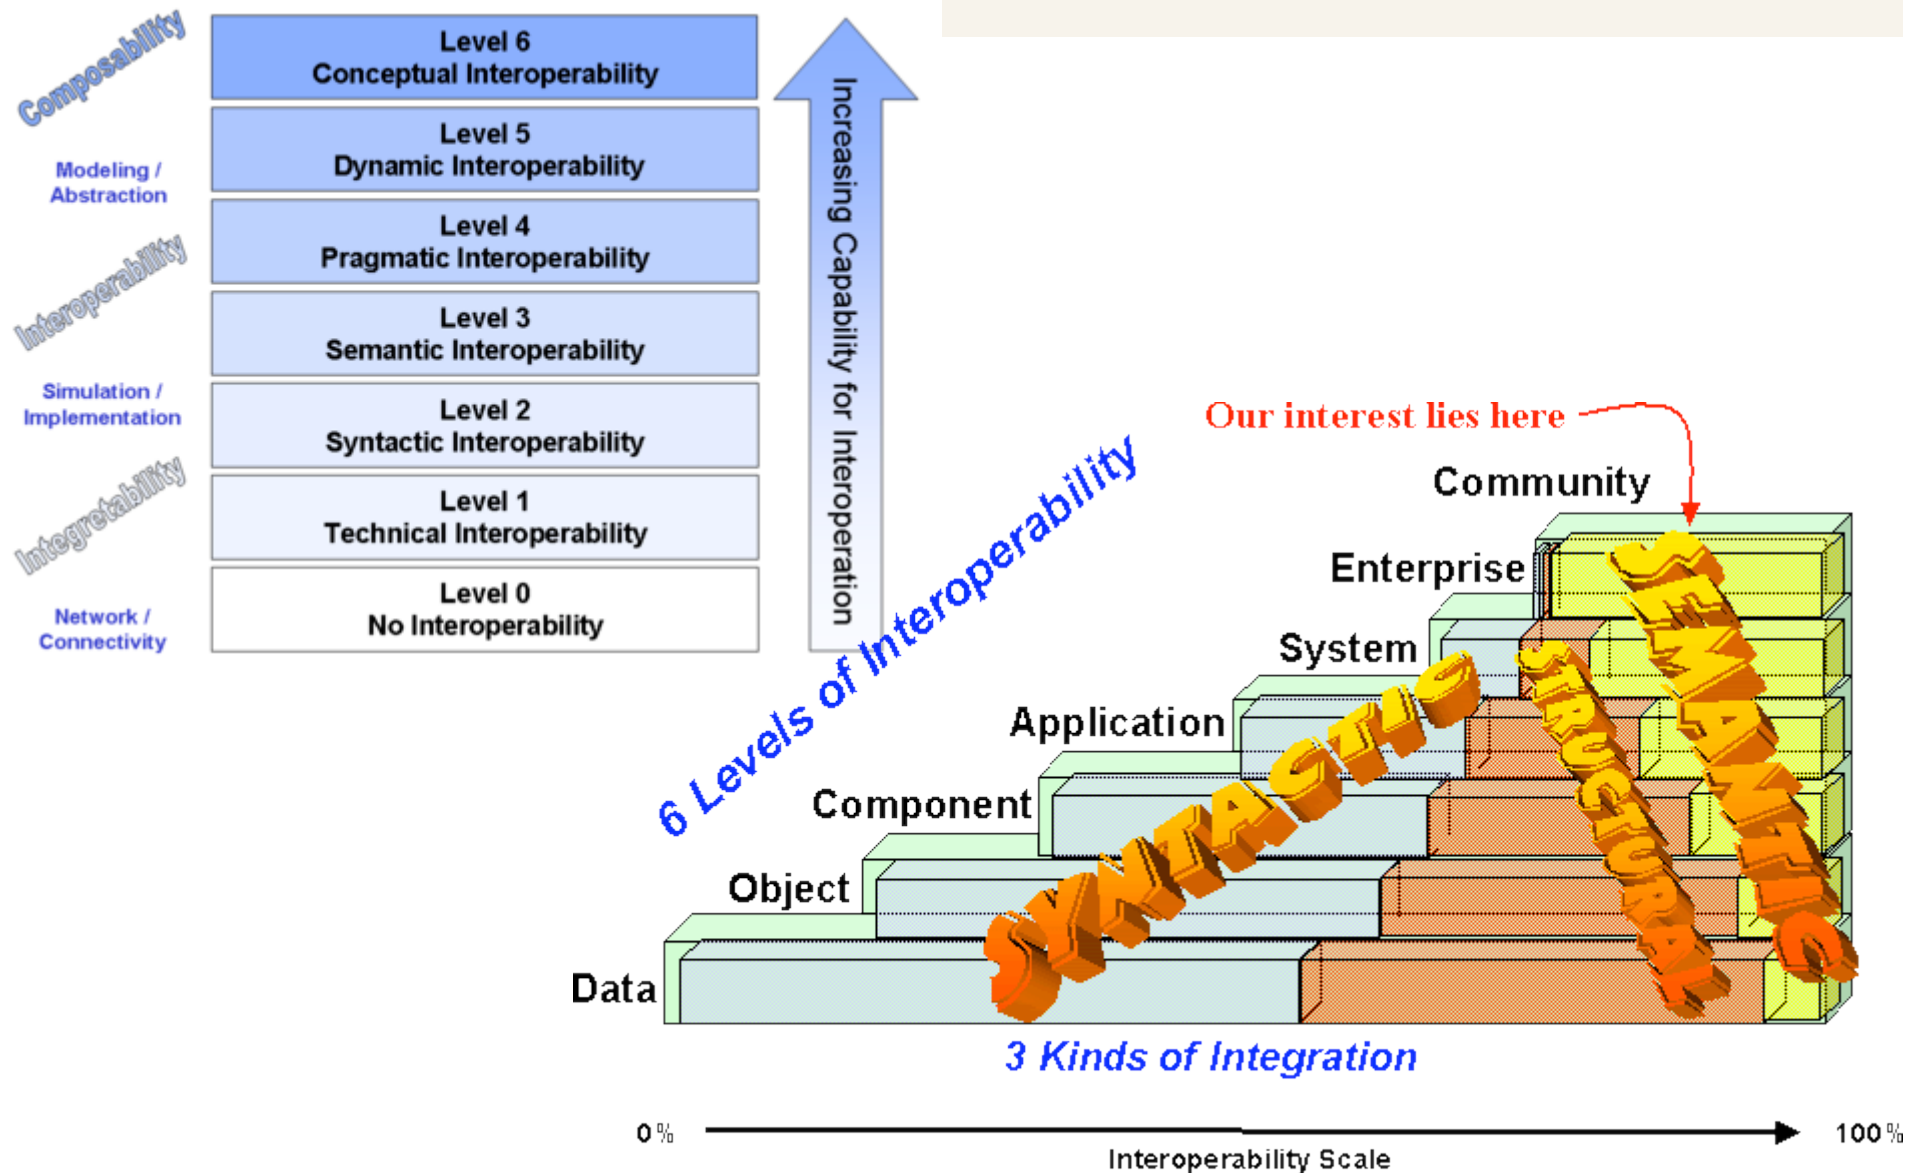 Composability
Level 6
Conceptual Interoperability
Modeling /
Abstraction
Level 5
Dynamic Interoperability
Interoperability
Level 4
Pragmatic Interoperability
Level 3
Semantic Interoperability
Simulation /
Implementation
Level 2
Syntactic Interoperability
Integretability
Level 1
Technical Interoperability
Network /
Connectivity
Level 0
No Interoperability
Increasing Capability for Interoperation
6 Levels of Interoperability
Our interest lies here
Community
Enterprise
System
Application
Component
Object
Data
SYNTACTIC
STRUCTURAL
SEMANTIC
3 Kinds of Integration
0%
100%
Interoperability Scale